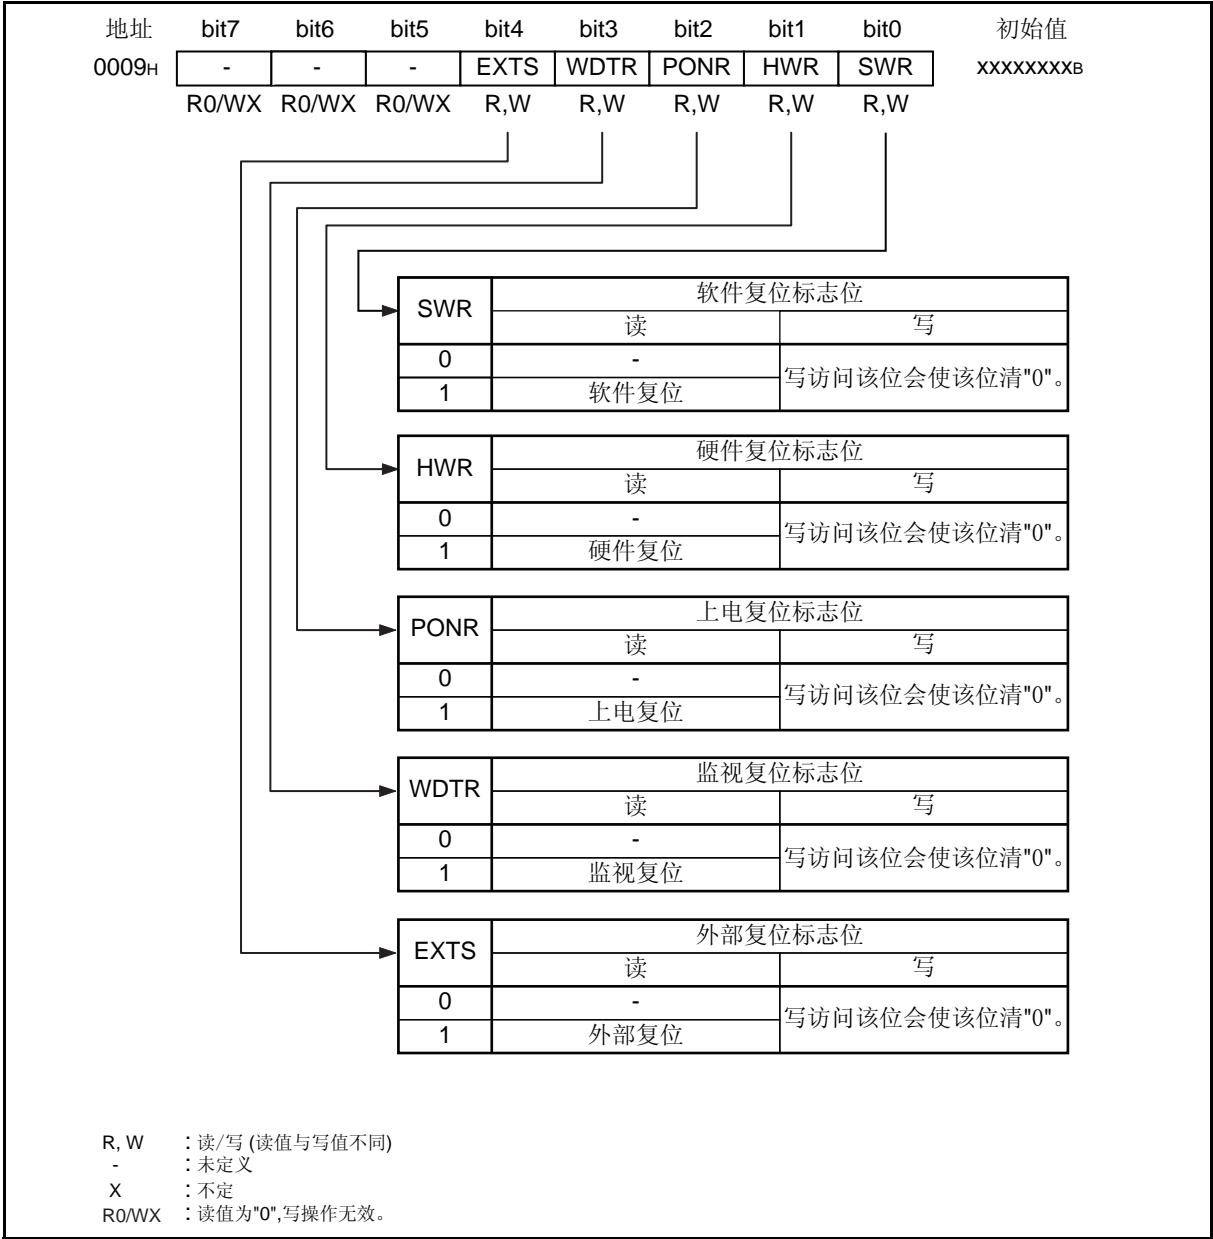 地址 bit7 bit6 bit5 bit4 bit3 bit2 bit1 bit0 初始值
0009H - - - EXTS WDTR PONR HWR SWR XXXXXXXXB
R0/WX R0/WX R0/WX R,W R,W R,W R,W R,W
SWR 软件复位标志位
读 写
0 - 写访问该位会使该位清"0"。
1 软件复位
HWR 硬件复位标志位
读 写
0 - 写访问该位会使该位清"0"。
1 硬件复位
PONR 上电复位标志位
读 写
0 - 写访问该位会使该位清"0"。
1 上电复位
WDTR 监视复位标志位
读 写
0 - 写访问该位会使该位清"0"。
1 监视复位
EXTS 外部复位标志位
读 写
0 - 写访问该位会使该位清"0"。
1 外部复位
R, W : 读/写 (读值与写值不同)
- : 未定义
X : 不定
R0/WX : 读值为"0",写操作无效。